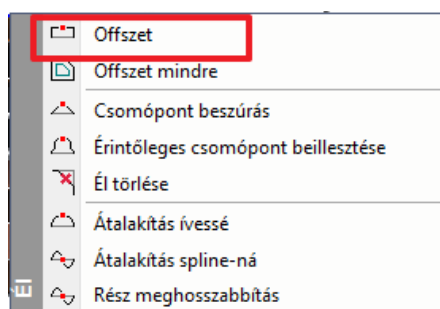 Offszet
Offszet mindre
Csomópont beszúrás
Érintőleges csomópont beillesztése
Él törlése
Átalakítás ívessé
Átalakítás spline-ná
Rész meghosszabbítás
Él